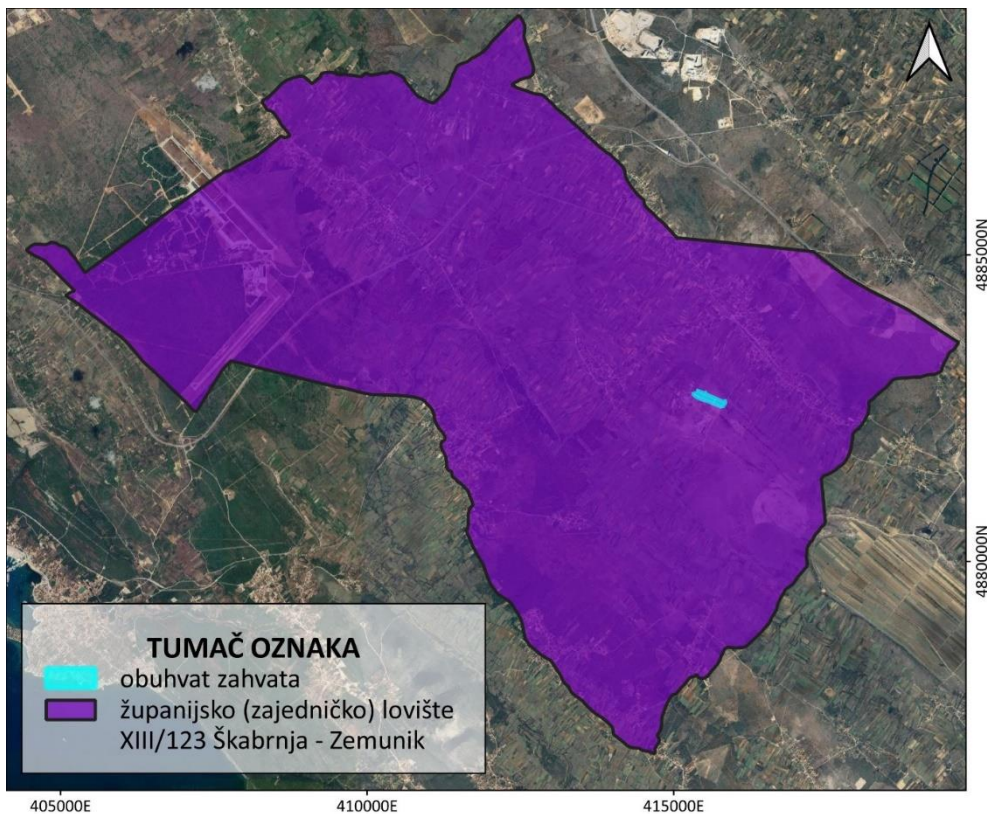 4885000N
4880000N
TUMAČ OZNAKA
obuhvat zahvata
županijsko (zajedničko) lovište
XIII/123 Škabrnja - Zemunik
405000E
410000E
415000E